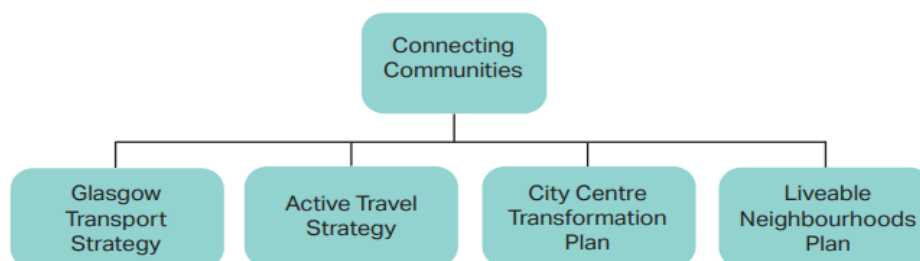 Connecting
Communities
Glasgow
Transport
Strategy
Active Travel
Strategy
City Centre
Transformation
Plan
Liveable
Neighbourhoods
Plan